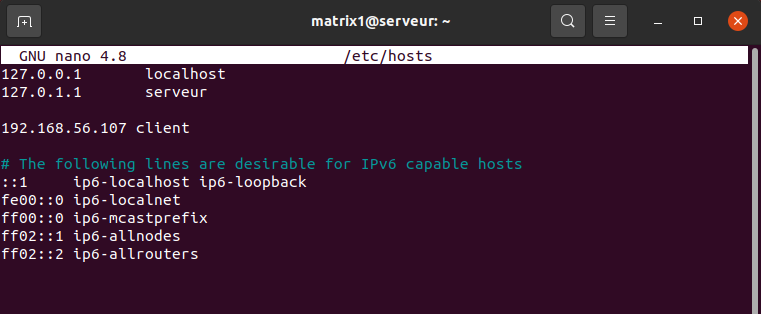 matrix1@serveur: ~
GNU nano 4.8 /etc/hosts
127.0.0.1 localhost
127.0.1.1 serveur
192.168.56.107 client
# The following lines are desirable for IPv6 capable hosts
::1 ip6-localhost ip6-loopback
fe00::0 ip6-localnet
ff00::0 ip6-mcastprefix
ff02::1 ip6-allnodes
ff02::2 ip6-allrouters